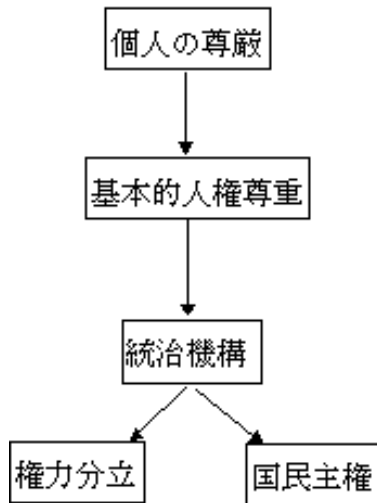 個人の尊厳
基本的人権尊重
統治機構
権力分立
国民主権